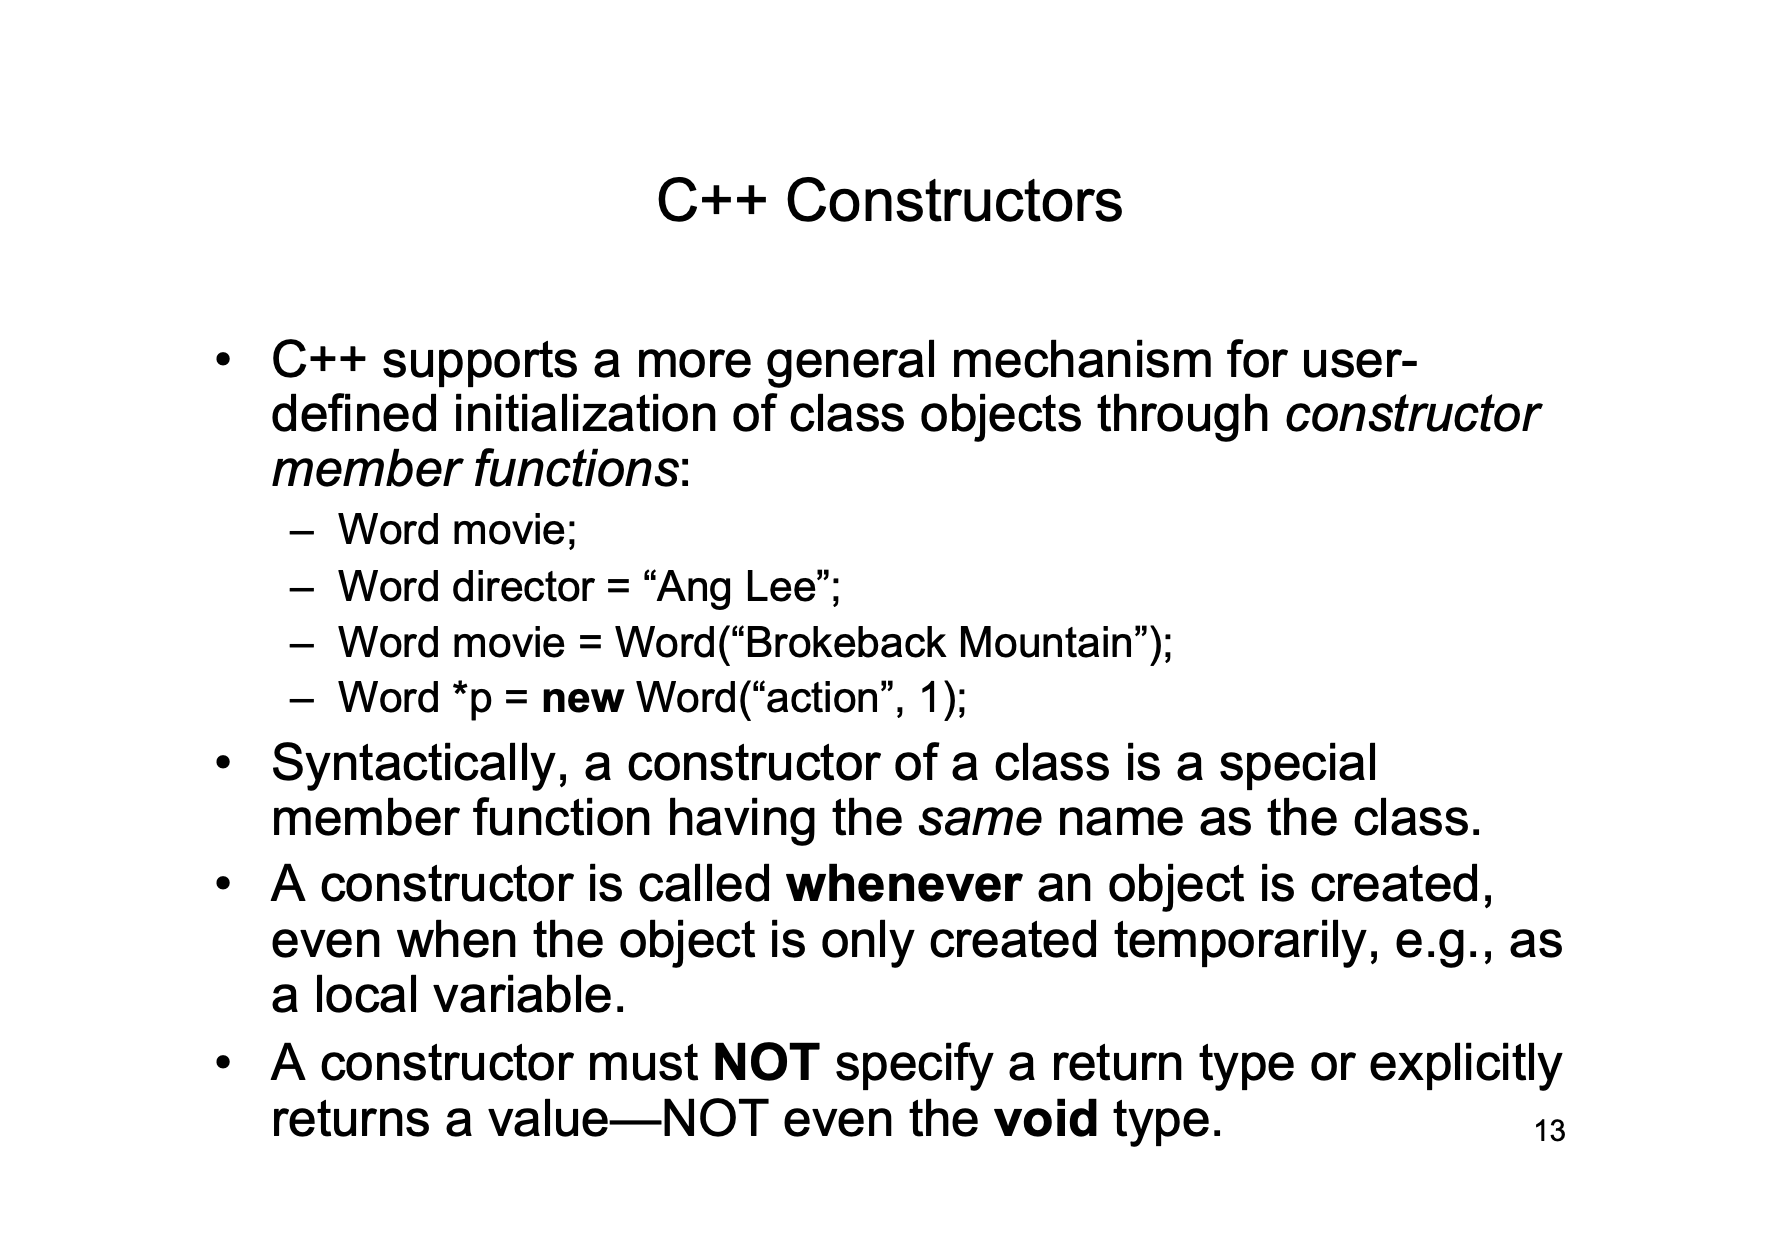 C++ Constructors
• C++ supports a more general mechanism for user-
defined initialization of class objects through constructor
member functions:
– Word movie;
– Word director = “Ang Lee”;
– Word movie = Word(“Brokeback Mountain”);
– Word *p = new Word(“action”, 1);
• Syntactically, a constructor of a class is a special
member function having the same name as the class.
• A constructor is called whenever an object is created,
even when the object is only created temporarily, e.g., as
a local variable.
• A constructor must NOT specify a return type or explicitly
returns a value—NOT even the void type.
13